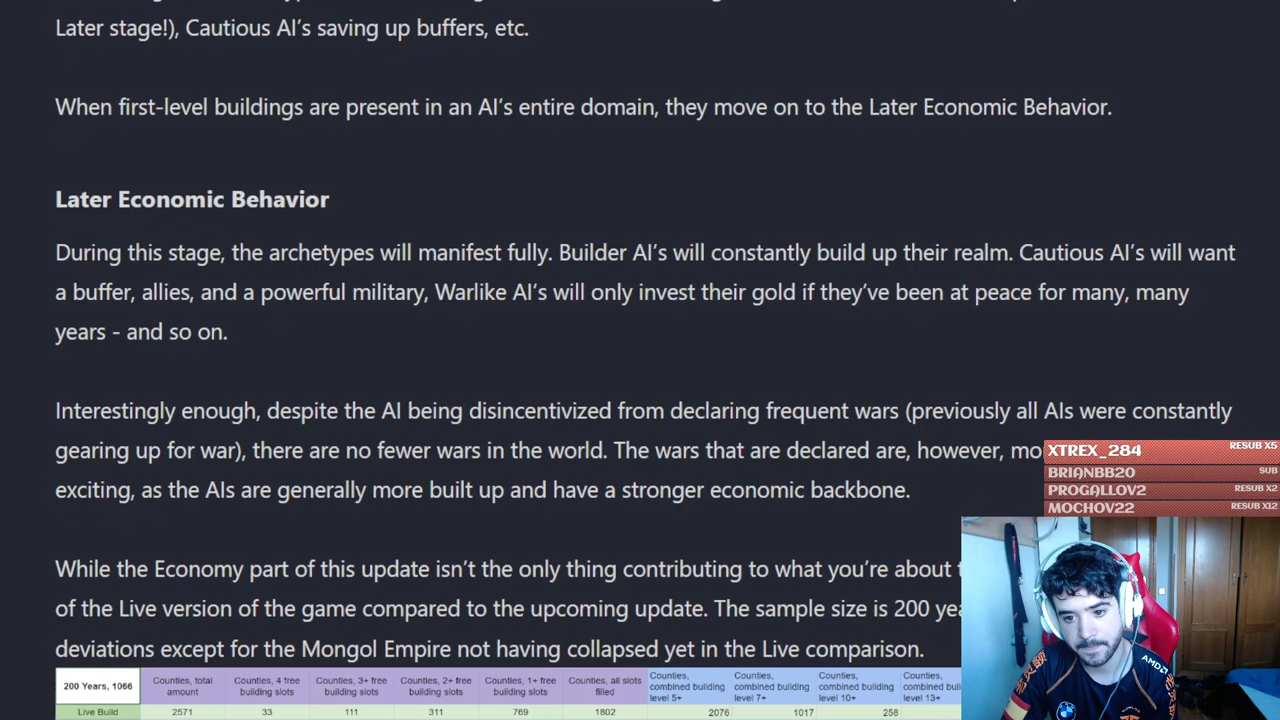 Later stage!), Cautious AI's saving up buffers, etc.
When first-level buildings are present in an AI's entire domain, they move on to the Later Economic Behavior.
Later Economic Behavior
During this stage, the archetypes will manifest fully. Builder AI's will constantly build up their realm. Cautious AI's will want
a buffer, allies, and a powerful military, Warlike AI's will only invest their gold if they've been at peace for many, many
years - and so on.
Interestingly enough, despite the AI being disincentivized from declaring frequent wars (previously all AIs were constantly
gearing up for war), there are no fewer wars in the world. The wars that are declared are, however, mo
exciting, as the AIs are generally more built up and have a stronger economic backbone.
XTREX_284 RESUB X5
BRIANBB20 SUB
PROGALLOV2 RESUB X2
MOCHOV22 RESUB X12
While the Economy part of this update isn't the only thing contributing to what you're about
of the Live version of the game compared to the upcoming update. The sample size is 200 yea
deviations except for the Mongol Empire not having collapsed yet in the Live comparison.
200 Years, 1066 Counties, total amount Counties, 4 free building slots Counties, 3+ free building slots Counties, 2+ free building slots Counties, 1+ free building slots Counties, all slots filled Counties, combined building level 5+ Counties, combined building level 7+ Counties, combined building level 10+ Counties, combined building level 13+
Live Build 2571 33 111 311 769 1802 2076 1017 258
AMD